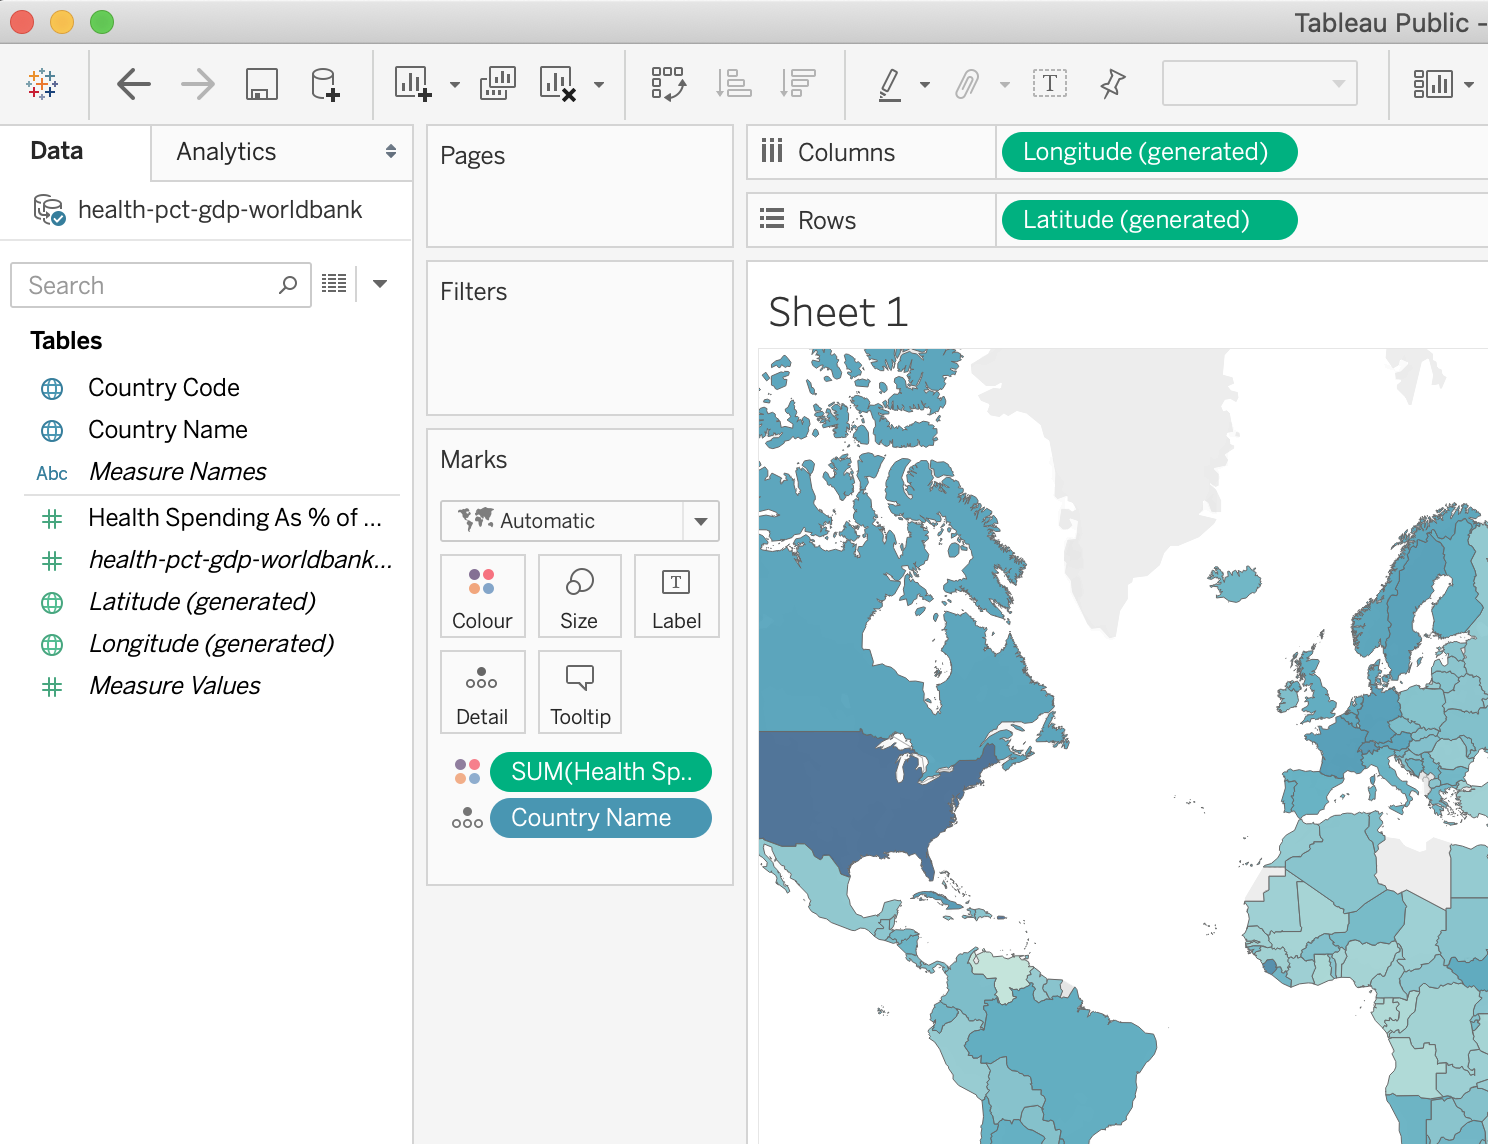 Tableau Public -
Data
Analytics
health-pct-gdp-worldbank
Search
Tables
Country Code
Country Name
Abc Measure Names
Health Spending As % of ...
health-pct-gdp-worldbank...
Latitude (generated)
Longitude (generated)
Measure Values
Pages
Filters
Marks
Automatic
Colour
Size
T
Label
Detail
Tooltip
SUM(Health Sp..
Country Name
T
Columns
Longitude (generated)
Rows
Latitude (generated)
Sheet 1